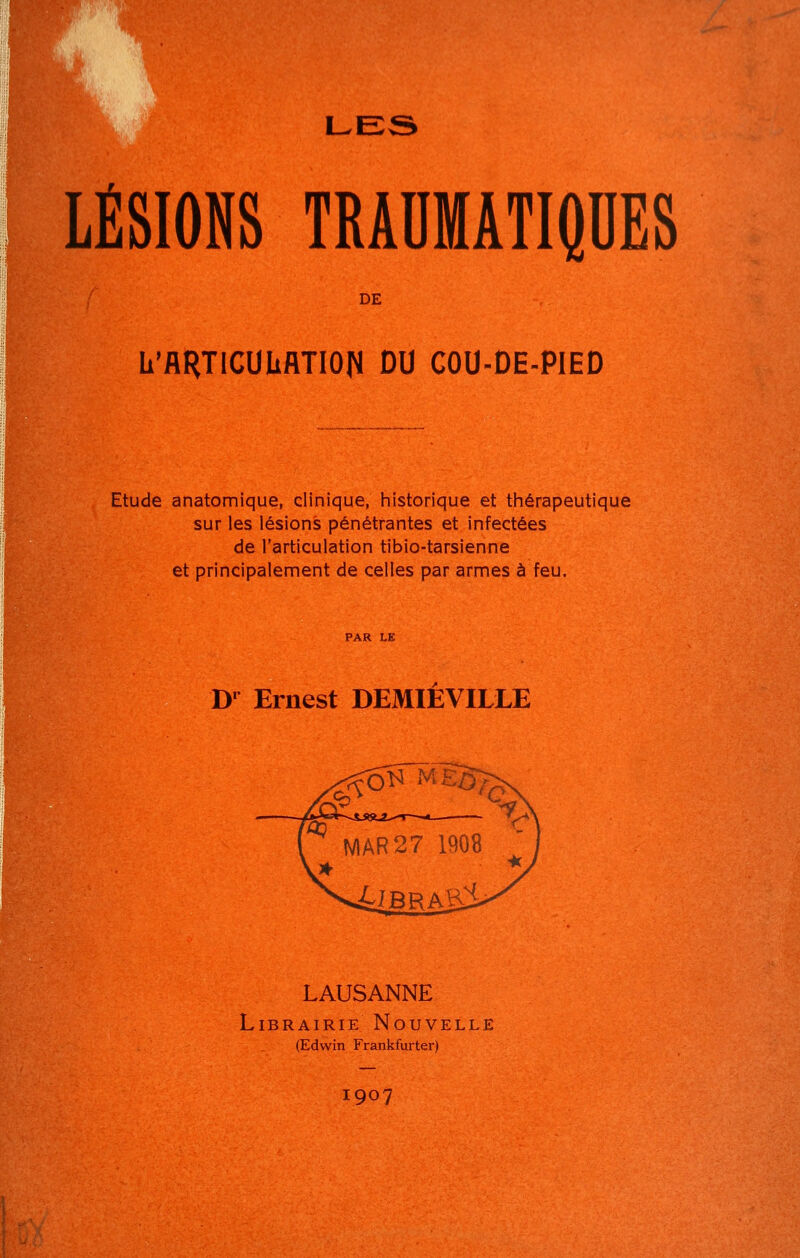 LES
LÉSIONS TRAUMATIQUES
DE
L'ARTICULATION DU COU-DE-PIED
Etude anatomique, clinique, historique et thérapeutique
sur les lésions pénétrantes et infectées
de l'articulation tibio-tarsienne
et principalement de celles par armes à feu.
PAR LE
Dr Ernest DEMIÉVILLE
BOSTON MEDICAL
MAR 27 1908
LIBRARY
LAUSANNE
LIBRAIRIE NOUVELLE
(Edwin Frankfurter)
1907